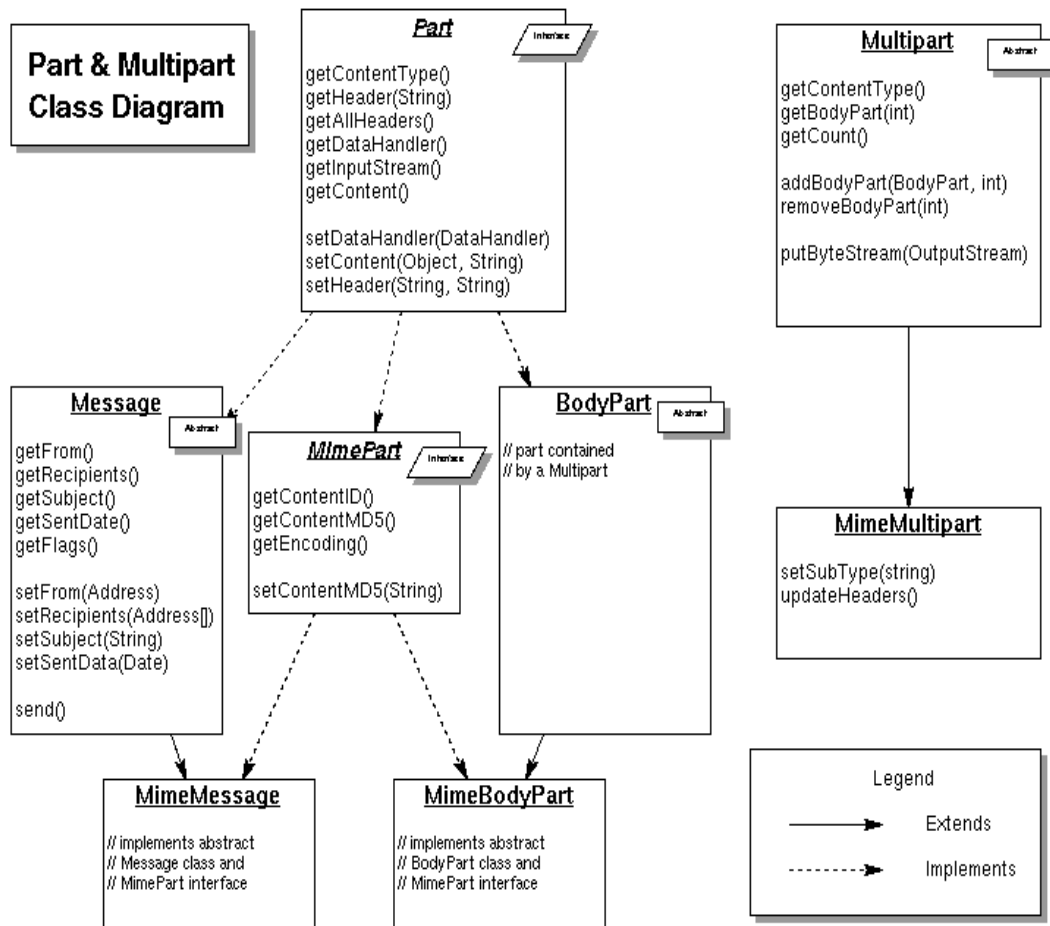 Part & Multipart
Class Diagram
Part
Interface
getContentType()
getHeader(String)
getAllHeaders()
getDataHandler()
getInputStream()
getContent()
setDataHandler(DataHandler)
setContent(Object, String)
setHeader(String, String)
Multipart
Abstract
getContentType()
getBodyPart(int)
getCount()
addBodyPart(BodyPart, int)
removeBodyPart(int)
putByteStream(OutputStream)
Message
Abstract
getFrom()
getRecipients()
getSubject()
getSentDate()
getFlags()
setFrom(Address)
setRecipients(Address[])
setSubject(String)
setSentData(Date)
send()
MimePart
Interface
getContentID()
getContentMD5()
getEncoding()
setContentMD5(String)
BodyPart
Abstract
// part contained
// by a Multipart
MimeMultipart
setSubType(string)
updateHeaders()
MimeMessage
// implements abstract
// Message class and
// MimePart interface
MimeBodyPart
// implements abstract
// BodyPart class and
// MimePart interface
Legend
Extends
Implements